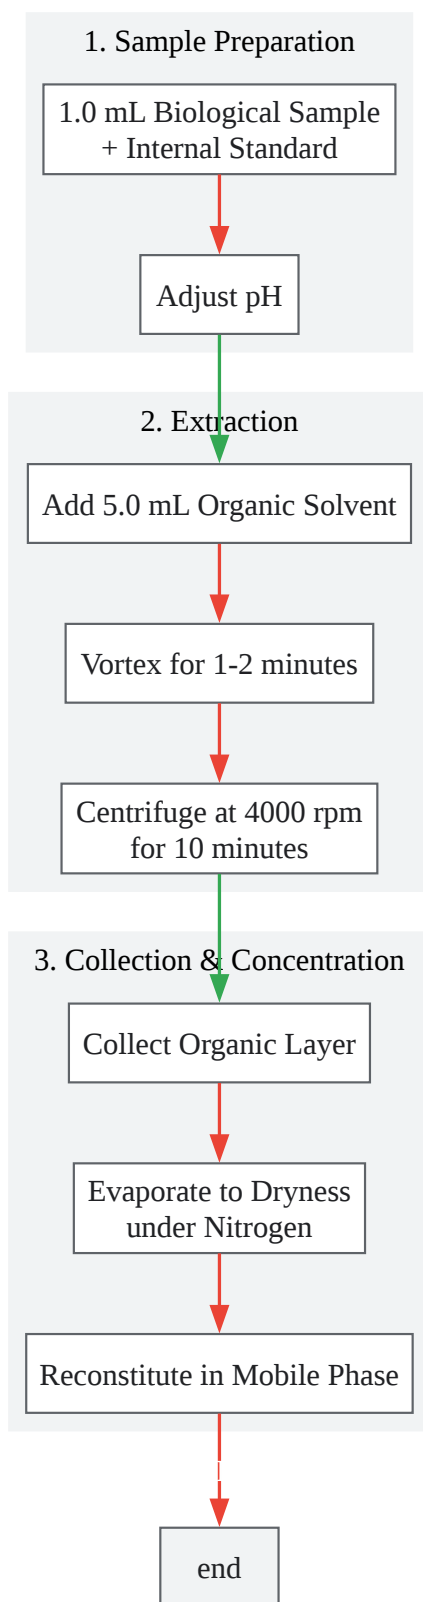 1. Sample Preparation
1.0 mL Biological Sample
+ Internal Standard
Adjust pH
2. Extraction
Add 5.0 mL Organic Solvent
Vortex for 1-2 minutes
Centrifuge at 4000 rpm
for 10 minutes
3. Collection & Concentration
Collect Organic Layer
Evaporate to Dryness
under Nitrogen
Reconstitute in Mobile Phase
end